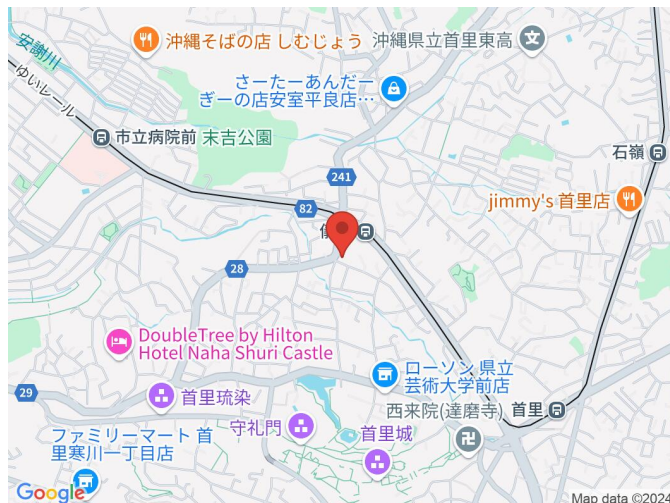 沖縄そばの店 しむじょう
沖縄県立首里東高
安謝川
ゆいレール
さーたーあんだー
ぎーの店安室平良店…
市立病院前
末吉公園
石嶺
241
jimmy's 首里店
82
28
DoubleTree by Hilton
Hotel Naha Shuri Castle
ローソン 県立
芸術大学前店
29
首里琉染
首里
守礼門
西来院(達磨寺)
首里城
ファミリーマート 首
里寒川一丁目店
Google
Map data ©2024